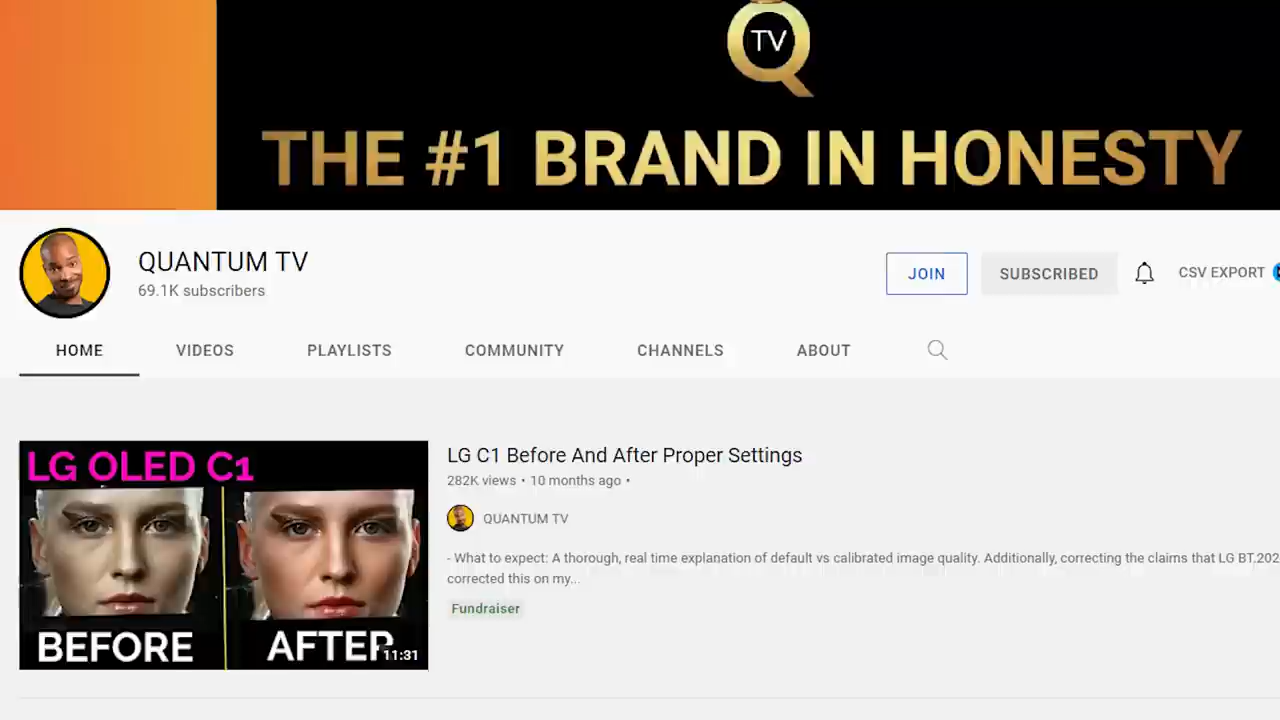 TV
THE #1 BRAND IN HONESTY
QUANTUM TV
69.1K subscribers
JOIN
SUBSCRIBED
CSV EXPORT
HOME
VIDEOS
PLAYLISTS
COMMUNITY
CHANNELS
ABOUT
LG OLED C1
BEFORE
AFTER
11:31
LG C1 Before And After Proper Settings
282K views • 10 months ago •
QUANTUM TV
- What to expect: A thorough, real time explanation of default vs calibrated image quality. Additionally, correcting the claims that LG BT.202
corrected this on my...
Fundraiser